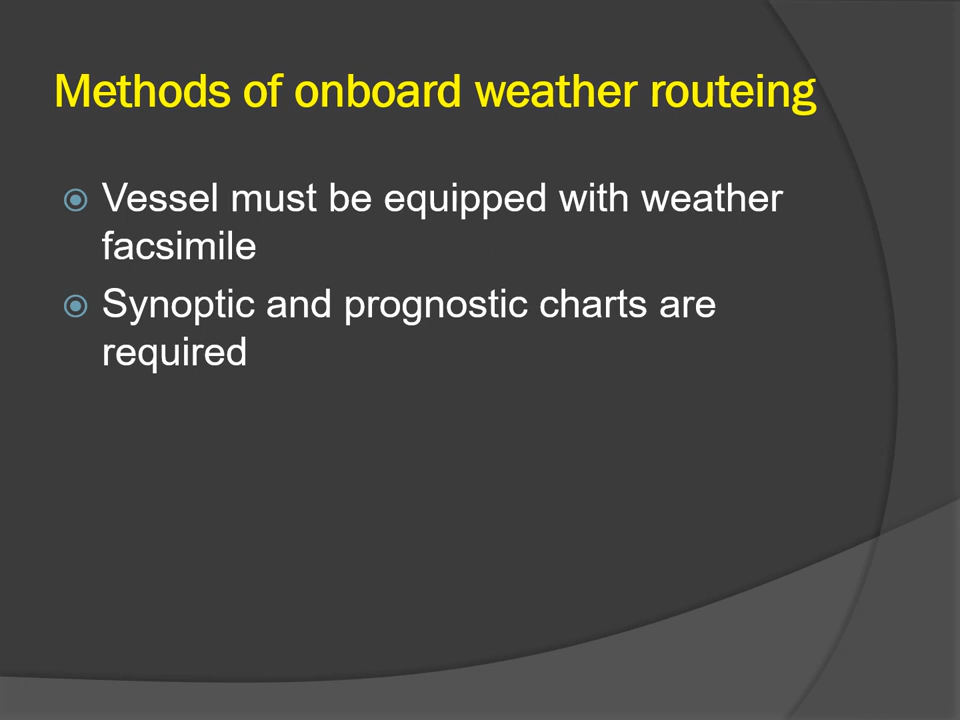 Methods of onboard weather routeing
Vessel must be equipped with weather
facsimile
Synoptic and prognostic charts are
required